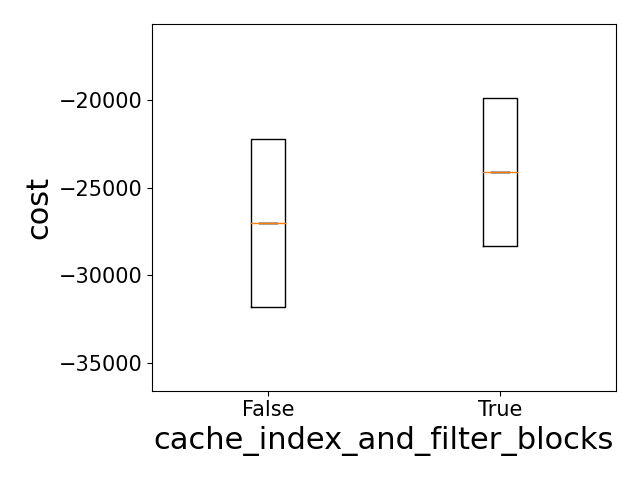 cost
−20000
−25000
−30000
−35000
False True
cache_index_and_filter_blocks